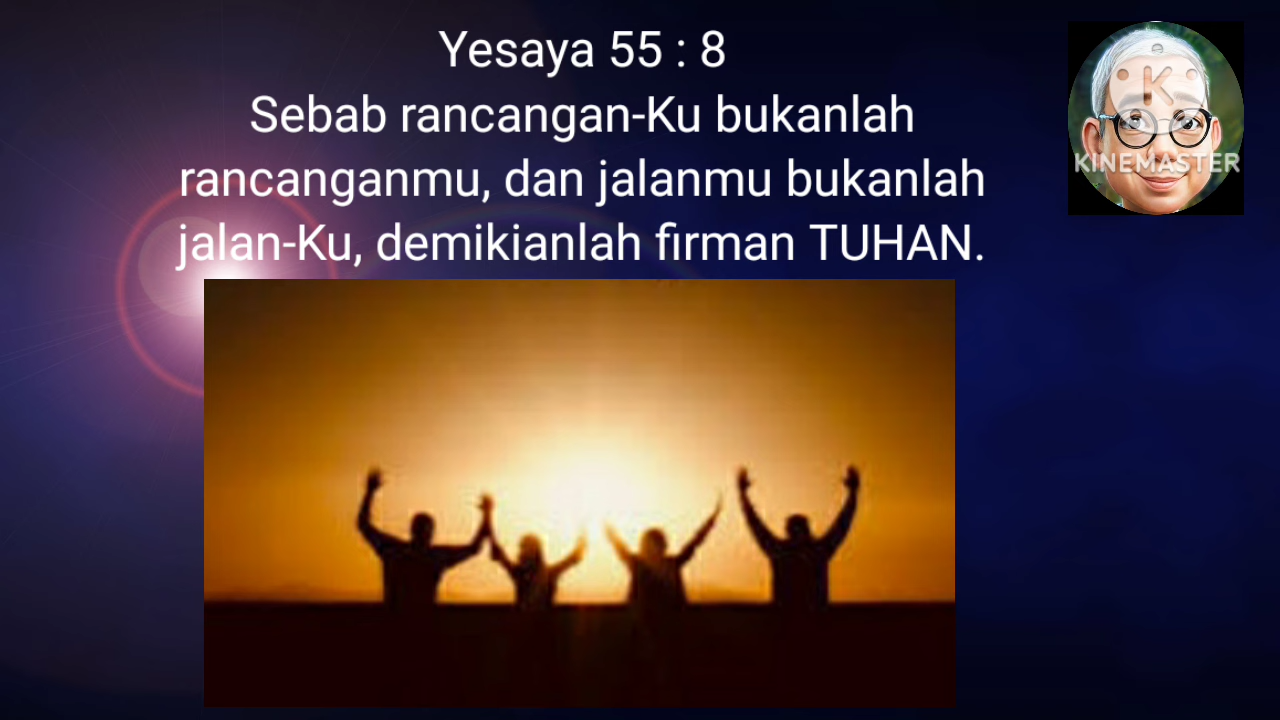 Yesaya 55 : 8
Sebab rancangan-Ku bukanlah
rancanganmu, dan jalanmu bukanlah
jalan-Ku, demikianlah firman TUHAN.
K
KINEMASTER